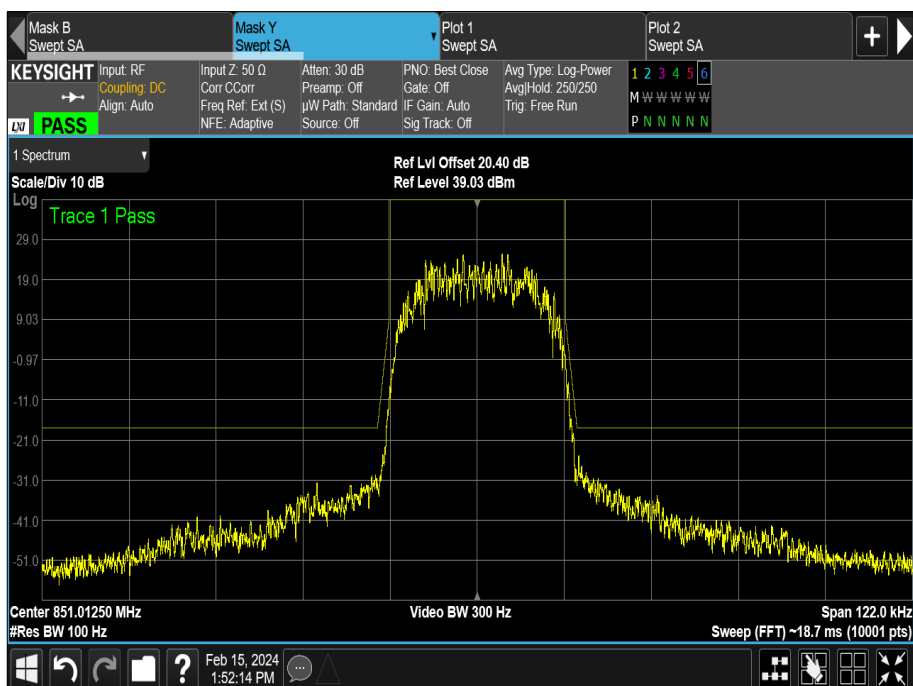 Mask B
Swept SA
Mask Y
Swept SA
Plot 1
Swept SA
Plot 2
Swept SA
+
KEYSIGHT
LXI PASS
Input: RF
Coupling: DC
Align: Auto
Input Z: 50 Ω
Corr CCorr
Freq Ref: Ext (S)
NFE: Adaptive
Atten: 30 dB
Preamp: Off
µW Path: Standard
Source: Off
PNO: Best Close
Gate: Off
IF Gain: Auto
Sig Track: Off
Avg Type: Log-Power
Avg|Hold: 250/250
Trig: Free Run
1 2 3 4 5 6
M W W W W W
P N N N N N
1 Spectrum
Scale/Div 10 dB
Ref Lvl Offset 20.40 dB
Ref Level 39.03 dBm
Log
Trace 1 Pass
29.0
19.0
9.03
-0.97
-11.0
-21.0
-31.0
-41.0
-51.0
Center 851.01250 MHz
#Res BW 100 Hz
Video BW 300 Hz
Span 122.0 kHz
Sweep (FFT) ~18.7 ms (10001 pts)
?
Feb 15, 2024
1:52:14 PM